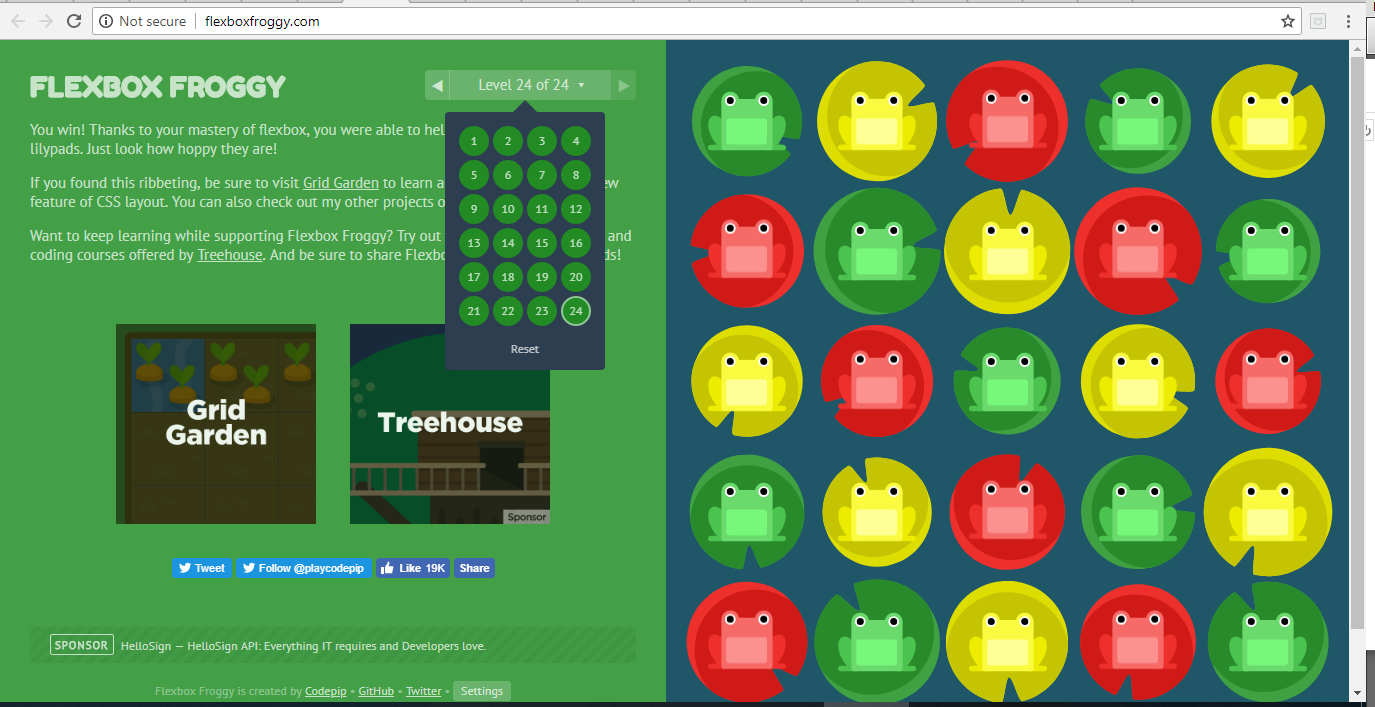 Not secure
flexboxfroggy.com
FLEXBOX FROGGY
Level 24 of 24
You win! Thanks to your mastery of flexbox, you were able to hel
lilypads. Just look how hoppy they are!
1 2 3 4
5 6 7 8
9 10 11 12
13 14 15 16
17 18 19 20
21 22 23 24
Reset
If you found this ribbeting, be sure to visit Grid Garden to learn a
ew
feature of CSS layout. You can also check out my other projects o
Want to keep learning while supporting Flexbox Froggy? Try out
and
coding courses offered by Treehouse. And be sure to share Flexbo
ds!
Grid
Garden
Treehouse
Sponsor
Tweet
Follow @playcodepip
Like 19K
Share
SPONSOR HelloSign — HelloSign API: Everything IT requires and Developers love.
Flexbox Froggy is created by Codepip • GitHub • Twitter • Settings